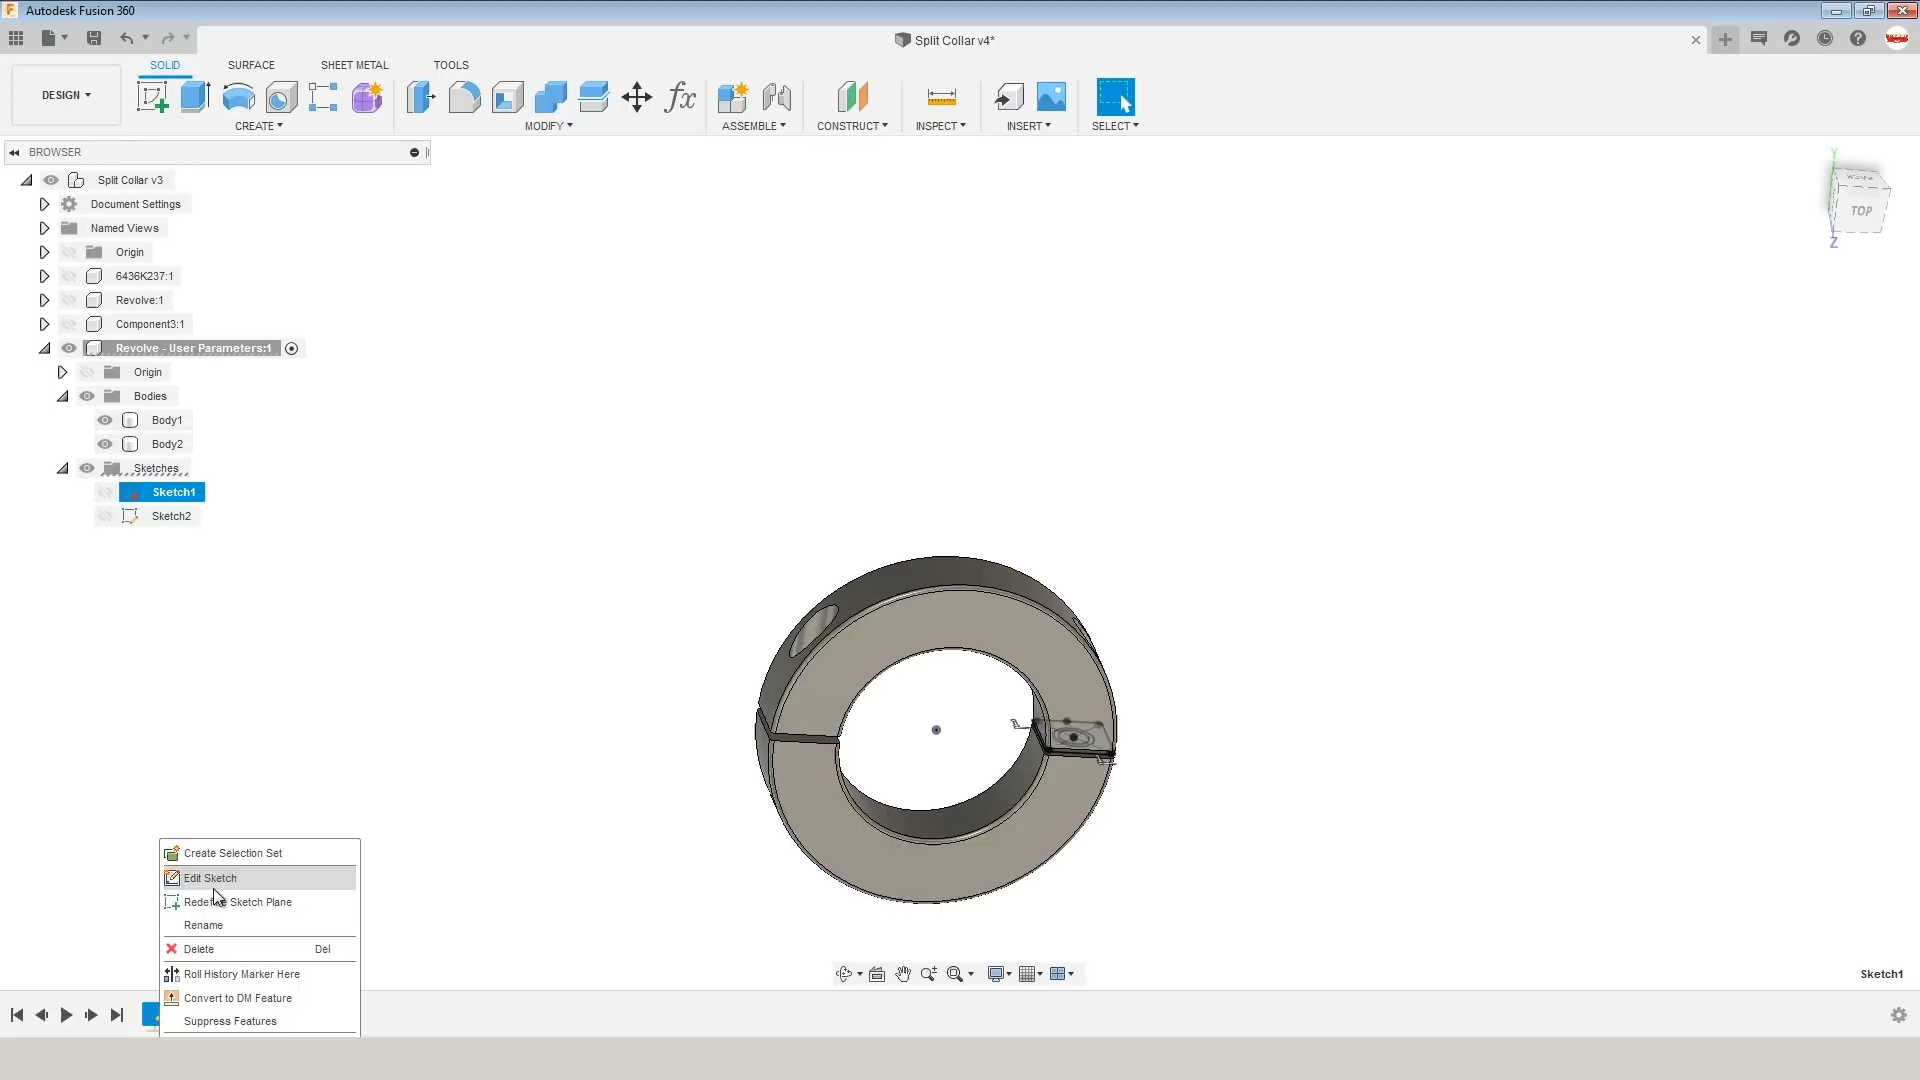 Autodesk Fusion 360
Split Collar v4*
DESIGN
SOLID
SURFACE
SHEET METAL
TOOLS
CREATE
MODIFY
ASSEMBLE
CONSTRUCT
INSPECT
INSERT
SELECT
fx
BROWSER
Split Collar v3
Document Settings
Named Views
Origin
6436K237:1
Revolve:1
Component3:1
Revolve - User Parameters:1
Origin
Bodies
Body1
Body2
Sketches
Sketch1
Sketch2
Y
TOP
Z
Create Selection Set
Edit Sketch
Redef Sketch Plane
Rename
Delete Del
Roll History Marker Here
Convert to DM Feature
Suppress Features
Sketch1